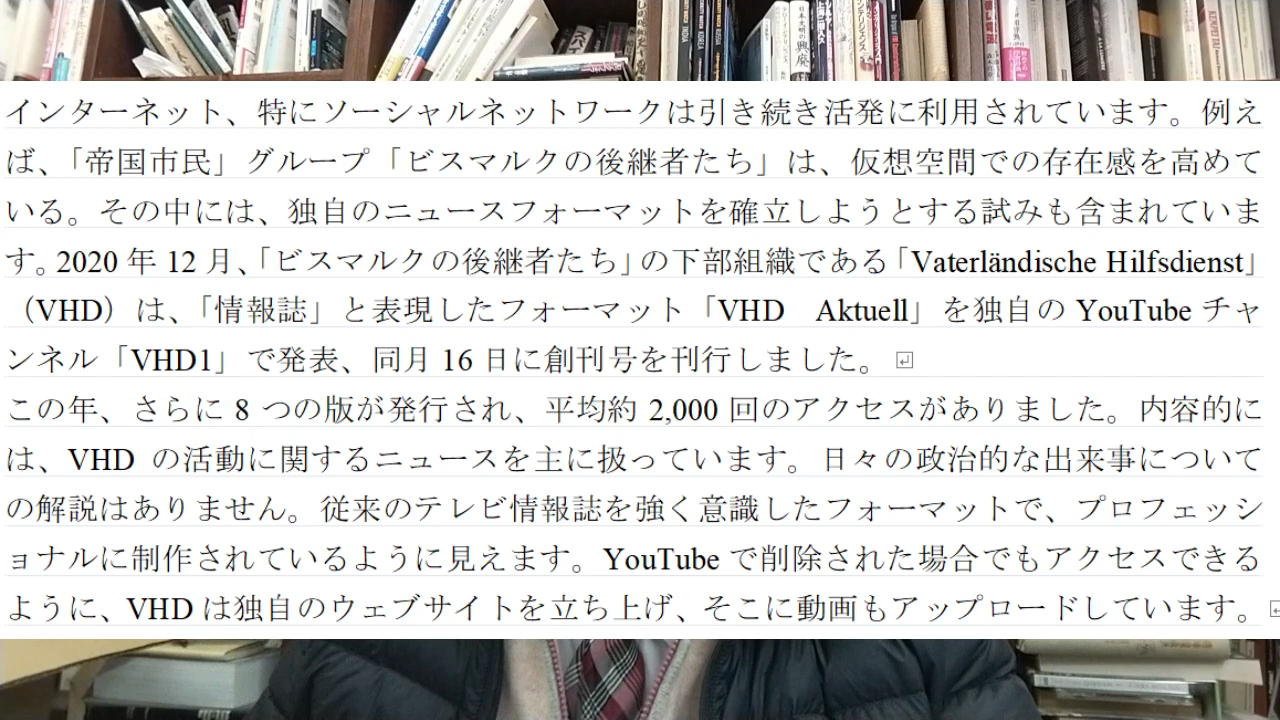 インターネット、特にソーシャルネットワークは引き続き活発に利用されています。例え
ば、「帝国市民」グループ「ビスマルクの後継者たち」は、仮想空間での存在感を高めて
いる。その中には、独自のニュースフォーマットを確立しようとする試みも含まれていま
す。2020 年 12 月、「ビスマルクの後継者たち」の下部組織である「Vaterländische Hilfsdienst」
（VHD）は、「情報誌」と表現したフォーマット「VHD　Aktuell」を独自の YouTube チャ
ンネル「VHD1」で発表、同月 16 日に創刊号を刊行しました。
この年、さらに 8 つの版が発行され、平均約 2,000 回のアクセスがありました。内容的に
は、VHD の活動に関するニュースを主に扱っています。日々の政治的な出来事について
の解説はありません。従来のテレビ情報誌を強く意識したフォーマットで、プロフェッシ
ョナルに制作されているように見えます。YouTube で削除された場合でもアクセスできる
ように、VHD は独自のウェブサイトを立ち上げ、そこに動画もアップロードしています。